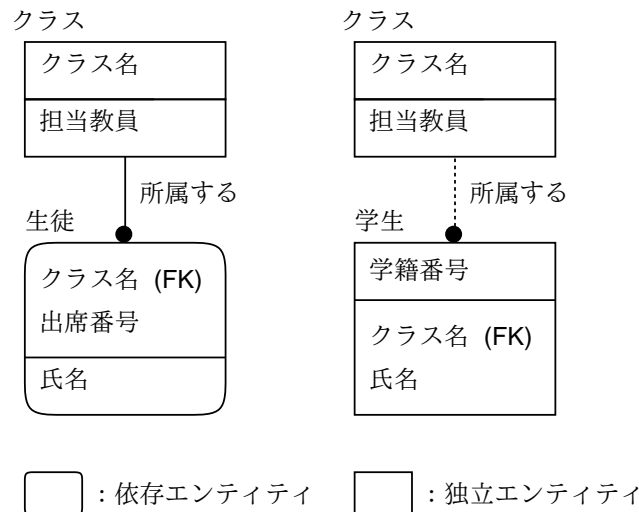 クラス
クラス名
担当教員
所属する
生徒
クラス名 (FK)
出席番号
氏名
クラス
クラス名
担当教員
所属する
学生
学籍番号
クラス名 (FK)
氏名
：依存エンティティ
：独立エンティティ